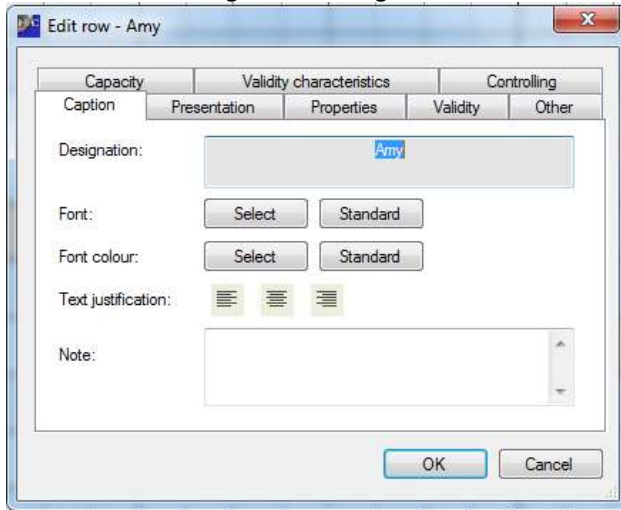 Edit row - Amy
Capacity Validity characteristics Controlling
Caption Presentation Properties Validity Other
Designation: Amy
Font: Select Standard
Font colour: Select Standard
Text justification:
Note:
OK Cancel